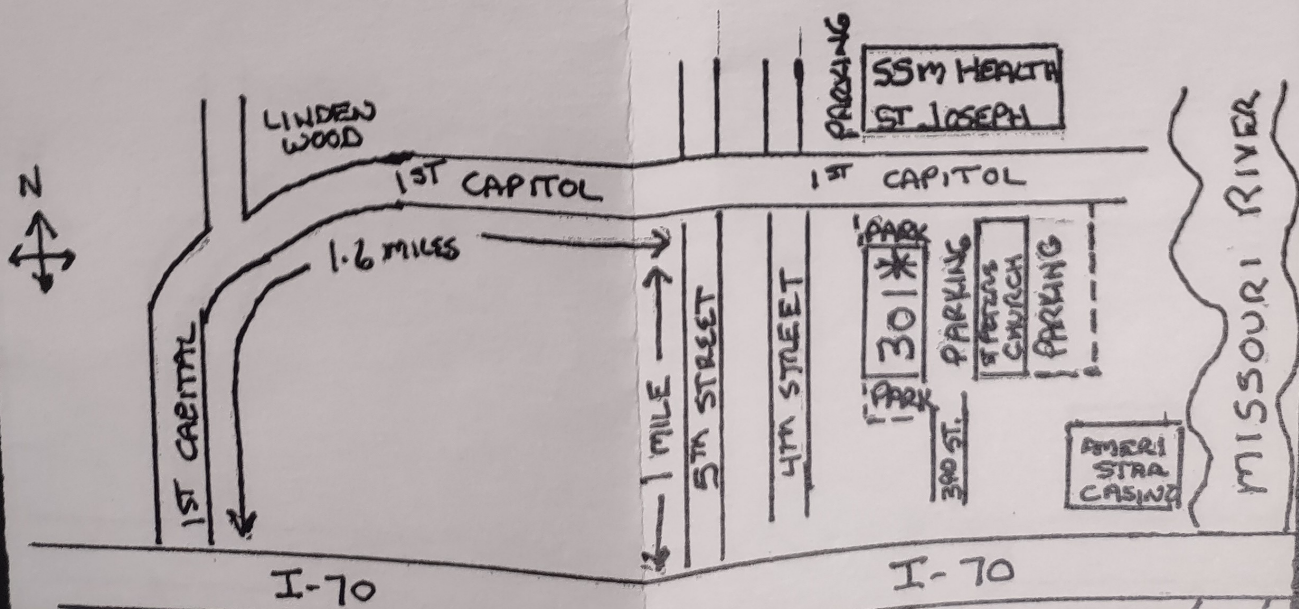 N
LINDEN
WOOD
1ST CAPITOL
1.6 MILES
1ST CAPITAL
I-70
1 MILE
5TH STREET
4TH STREET
PARKING
SSM HEALTH
ST. JOSEPH
1ST CAPITOL
PARK
301*
PARK
PARKING
ST PETERS
CHURCH
PARKING
3RD ST.
AMERI
STAR
CASINO
MISSOURI RIVER
I-70